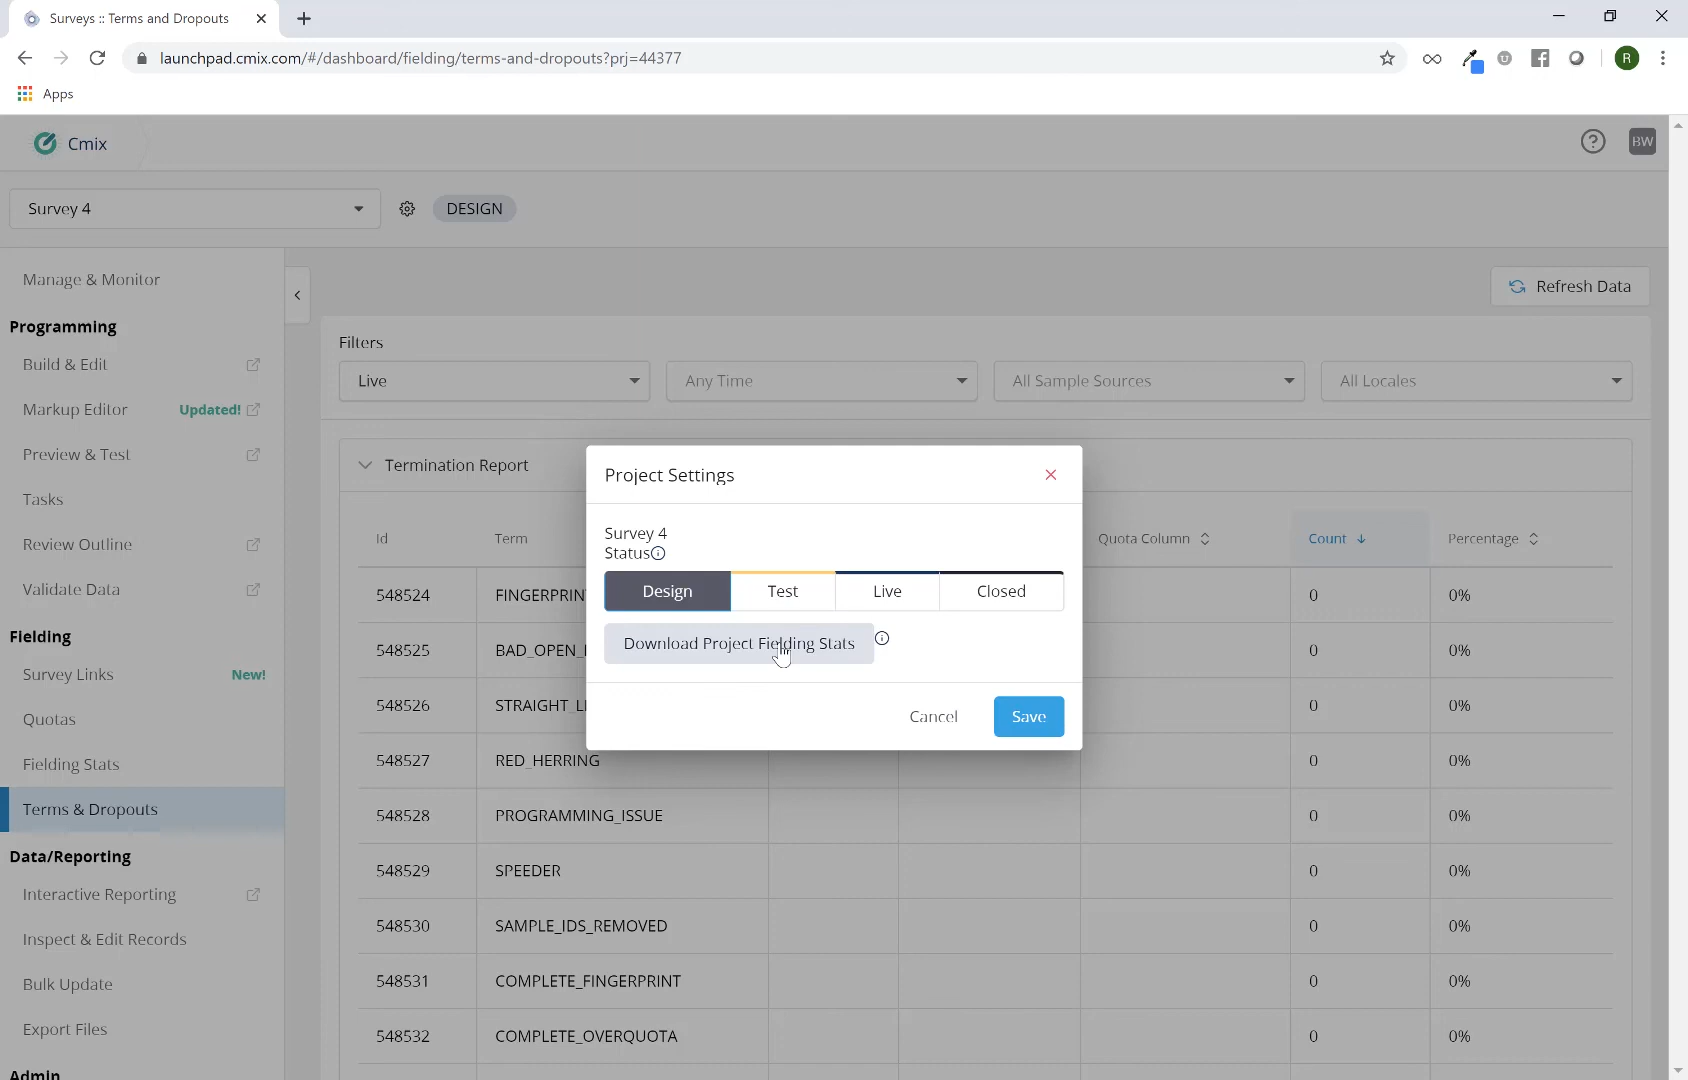 Surveys :: Terms and Dropouts
launchpad.cmix.com/#/dashboard/fielding/terms-and-dropouts?prj=44377
R
Apps
Cmix
BW
Survey 4
DESIGN
Manage & Monitor
Programming
Build & Edit
Markup Editor Updated!
Preview & Test
Tasks
Review Outline
Validate Data
Fielding
Survey Links New!
Quotas
Fielding Stats
Terms & Dropouts
Data/Reporting
Interactive Reporting
Inspect & Edit Records
Bulk Update
Export Files
Admin
Refresh Data
Filters
Live Any Time All Sample Sources All Locales
Termination Report
Id Term Quota Column Count Percentage
548524 FINGERPRIN 0 0%
548525 BAD_OPEN_ 0 0%
548526 STRAIGHT_L 0 0%
548527 RED_HERRING 0 0%
548528 PROGRAMMING_ISSUE 0 0%
548529 SPEEDER 0 0%
548530 SAMPLE_IDS_REMOVED 0 0%
548531 COMPLETE_FINGERPRINT 0 0%
548532 COMPLETE_OVERQUOTA 0 0%
Project Settings
Survey 4
Status
Design Test Live Closed
Download Project Fielding Stats
Cancel Save